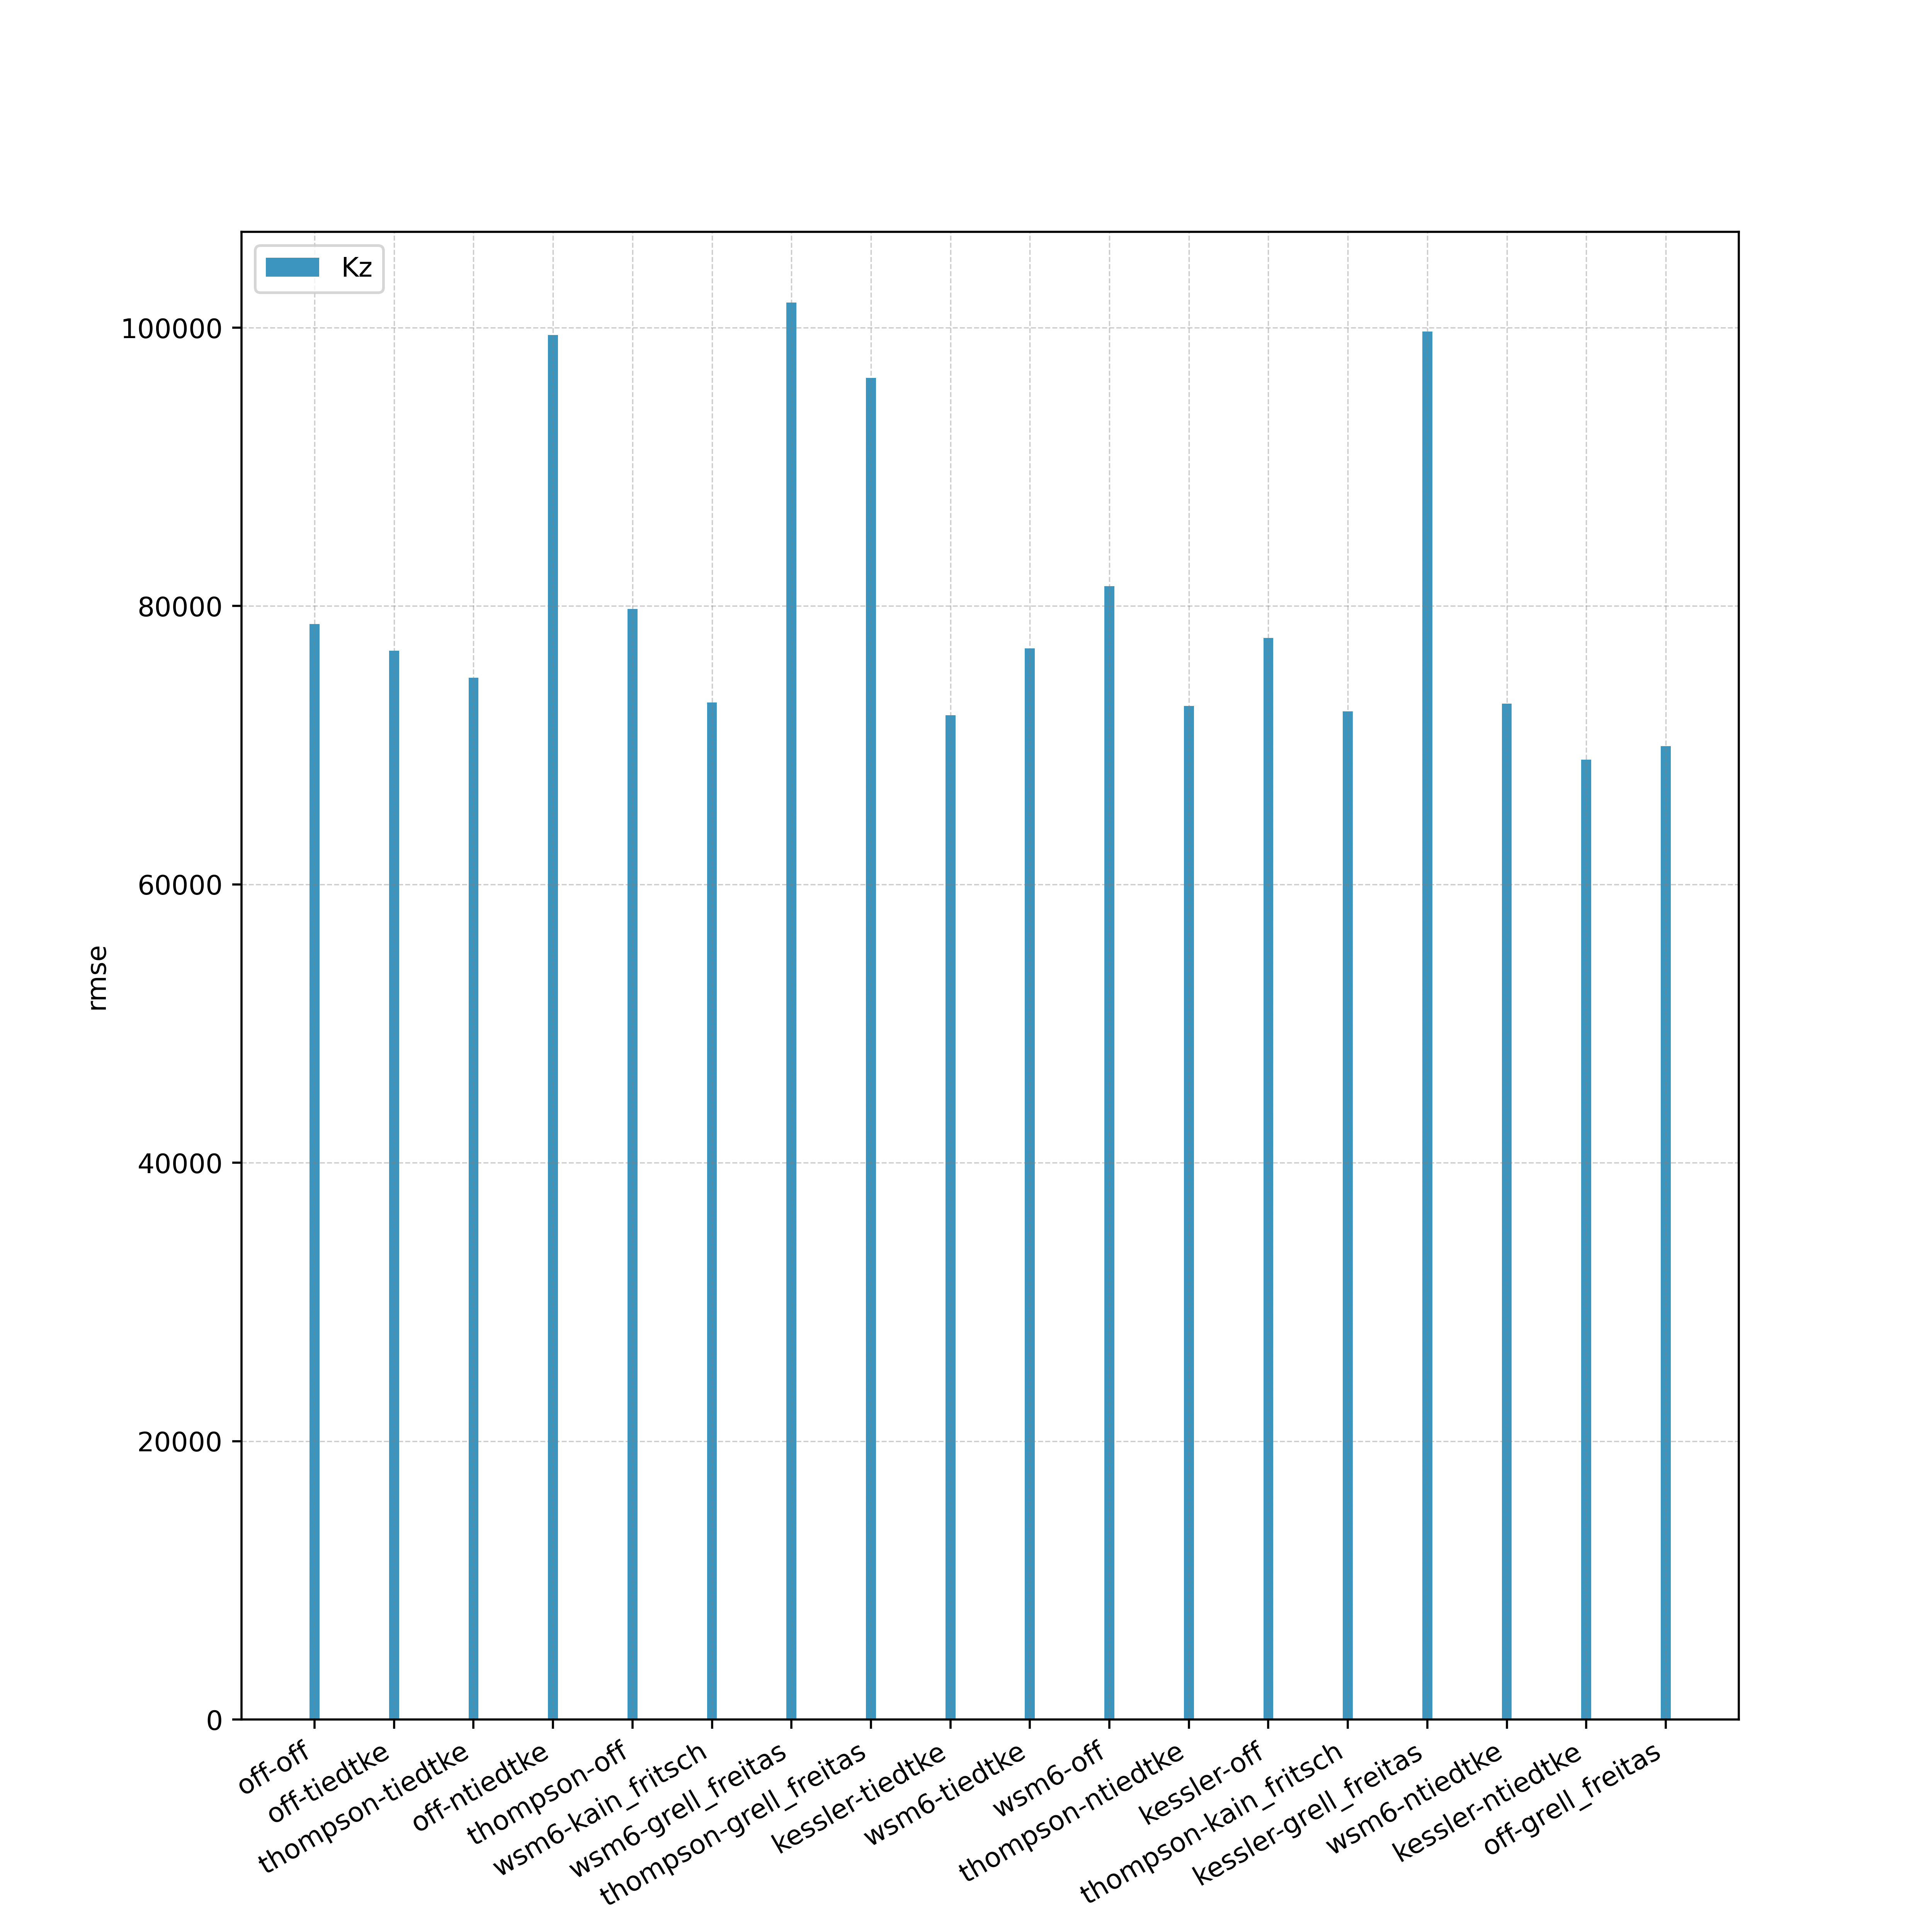 Kz
100000
80000
60000
40000
20000
0
rmse
off-off
off-tiedtke
thompson-tiedtke
off-ntiedtke
thompson-off
wsm6-kain_fritsch
wsm6-grell_freitas
thompson-grell_freitas
kessler-tiedtke
wsm6-tiedtke
wsm6-off
thompson-ntiedtke
kessler-off
thompson-kain_fritsch
kessler-grell_freitas
wsm6-ntiedtke
kessler-ntiedtke
off-grell_freitas